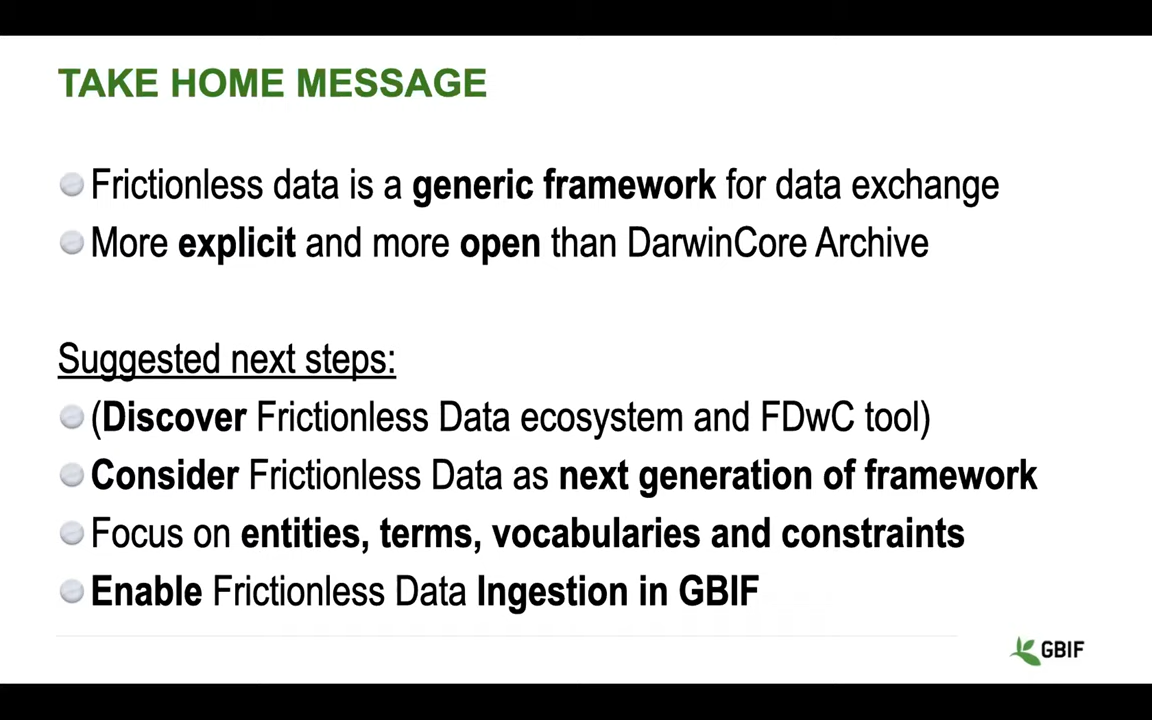 TAKE HOME MESSAGE
Frictionless data is a generic framework for data exchange
More explicit and more open than DarwinCore Archive
Suggested next steps:
(Discover Frictionless Data ecosystem and FDwC tool)
Consider Frictionless Data as next generation of framework
Focus on entities, terms, vocabularies and constraints
Enable Frictionless Data Ingestion in GBIF
GBIF